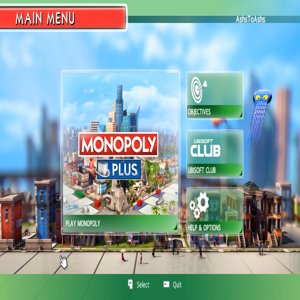 MAIN MENU
AshsToAshs
MONOPOLY
PLUS
PLAY MONOPOLY
OBJECTIVES
UBISOFT
CLUB
UBISOFT CLUB
HELP & OPTIONS
Select
Quit